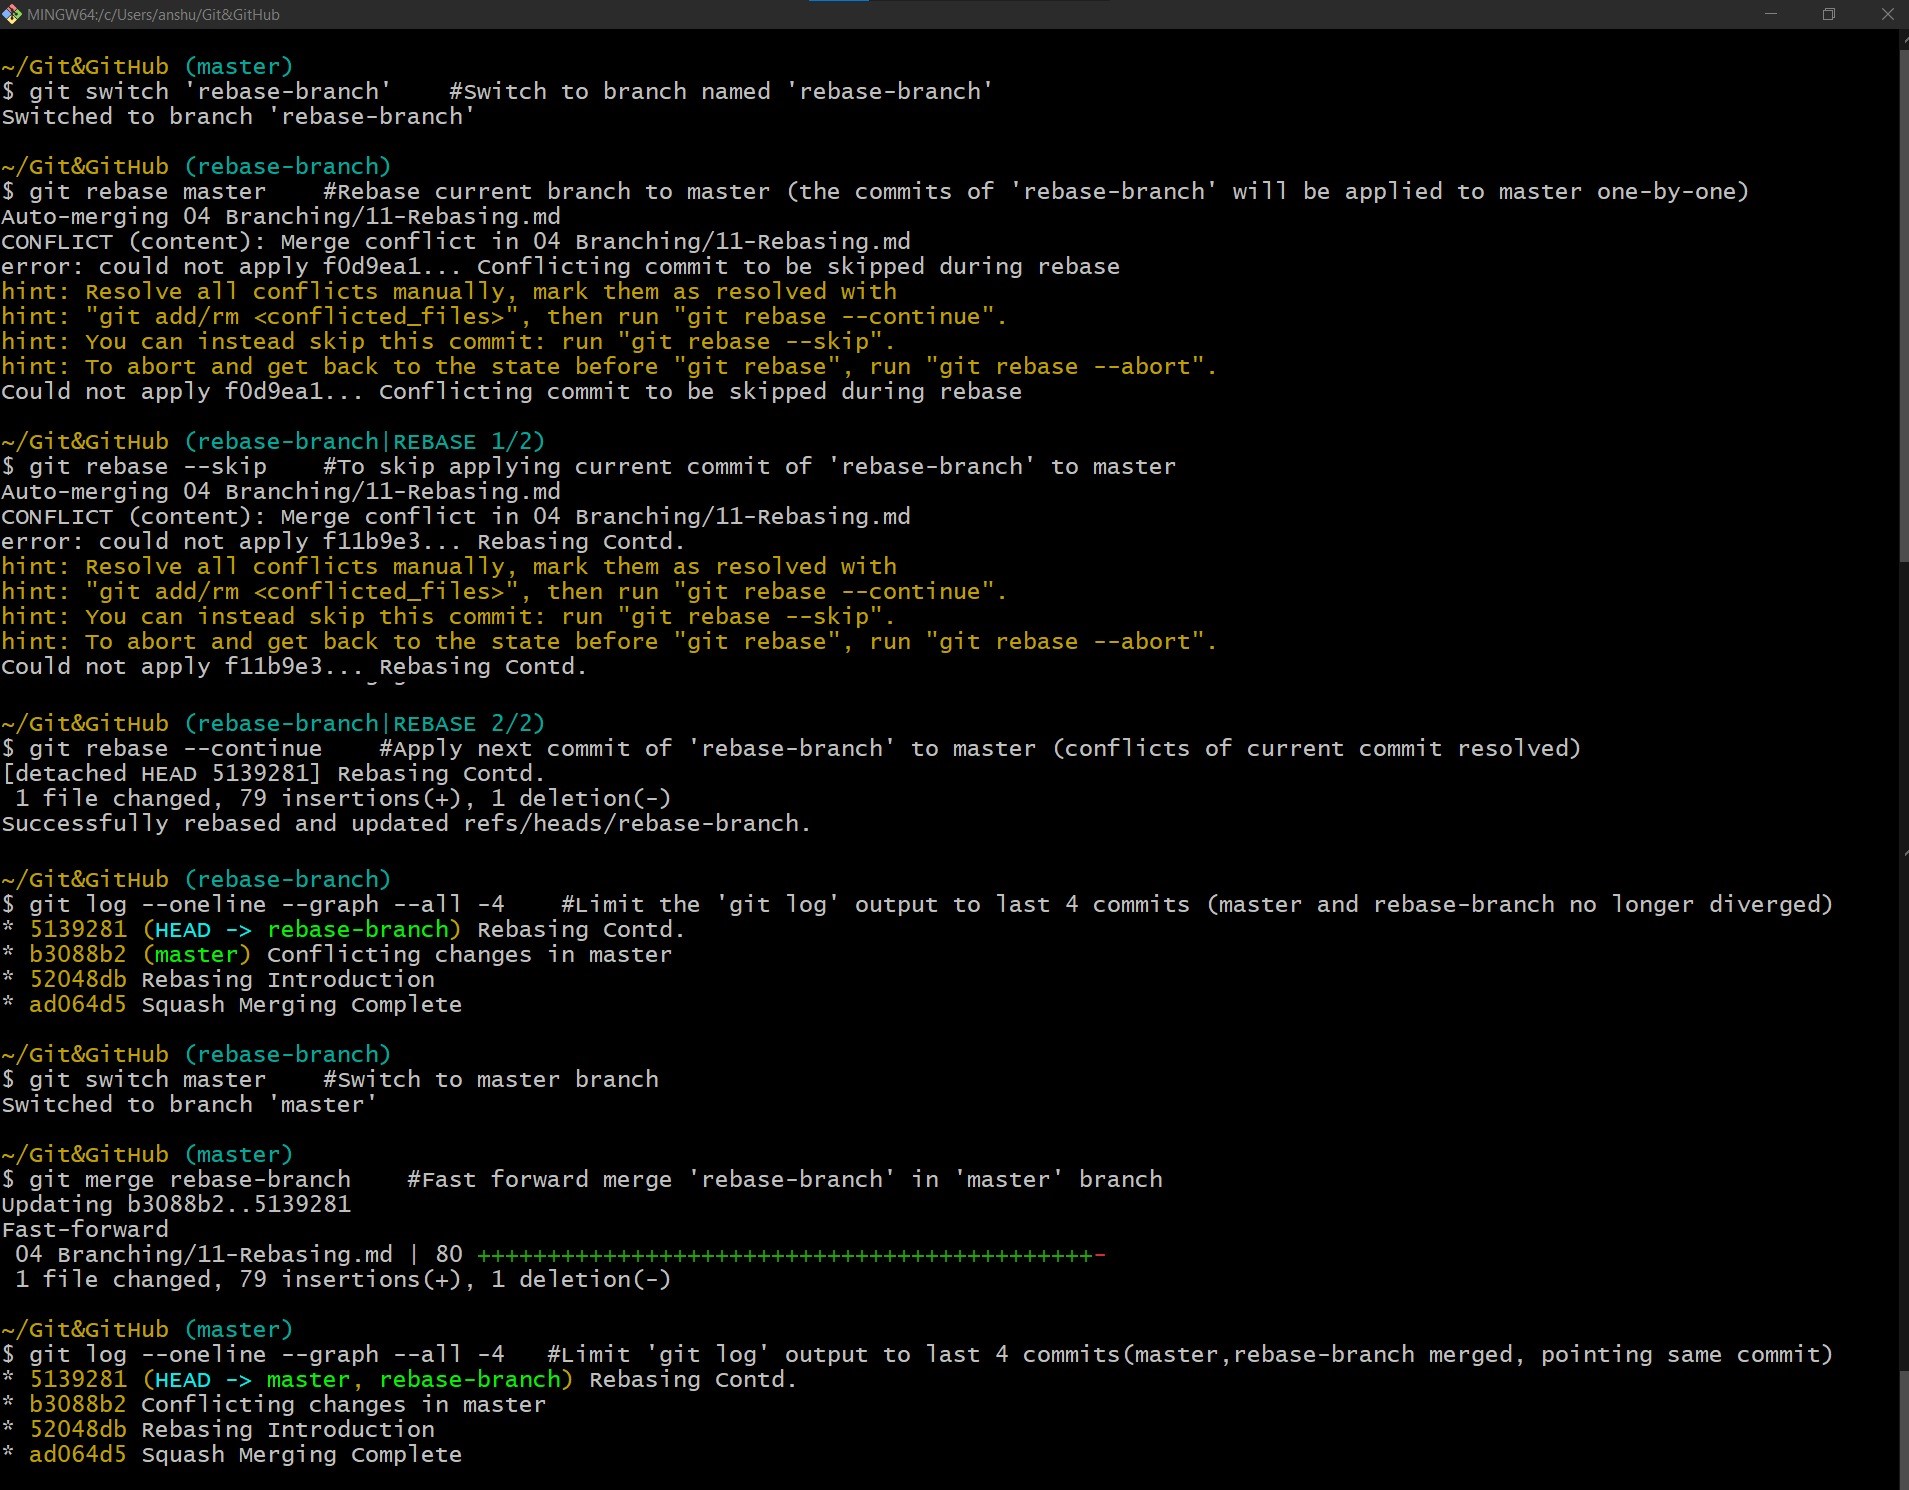 MINGW64:/c/Users/anshu/Git&GitHub
~/Git&GitHub (master)
$ git switch 'rebase-branch'    #Switch to branch named 'rebase-branch'
Switched to branch 'rebase-branch'
~/Git&GitHub (rebase-branch)
$ git rebase master    #Rebase current branch to master (the commits of 'rebase-branch' will be applied to master one-by-one)
Auto-merging 04 Branching/11-Rebasing.md
CONFLICT (content): Merge conflict in 04 Branching/11-Rebasing.md
error: could not apply f0d9ea1... Conflicting commit to be skipped during rebase
hint: Resolve all conflicts manually, mark them as resolved with
hint: "git add/rm <conflicted_files>", then run "git rebase --continue".
hint: You can instead skip this commit: run "git rebase --skip".
hint: To abort and get back to the state before "git rebase", run "git rebase --abort".
Could not apply f0d9ea1... Conflicting commit to be skipped during rebase
~/Git&GitHub (rebase-branch|REBASE 1/2)
$ git rebase --skip    #To skip applying current commit of 'rebase-branch' to master
Auto-merging 04 Branching/11-Rebasing.md
CONFLICT (content): Merge conflict in 04 Branching/11-Rebasing.md
error: could not apply f11b9e3... Rebasing Contd.
hint: Resolve all conflicts manually, mark them as resolved with
hint: "git add/rm <conflicted_files>", then run "git rebase --continue".
hint: You can instead skip this commit: run "git rebase --skip".
hint: To abort and get back to the state before "git rebase", run "git rebase --abort".
Could not apply f11b9e3... Rebasing Contd.
~/Git&GitHub (rebase-branch|REBASE 2/2)
$ git rebase --continue    #Apply next commit of 'rebase-branch' to master (conflicts of current commit resolved)
[detached HEAD 5139281] Rebasing Contd.
 1 file changed, 79 insertions(+), 1 deletion(-)
Successfully rebased and updated refs/heads/rebase-branch.
~/Git&GitHub (rebase-branch)
$ git log --oneline --graph --all -4    #Limit the 'git log' output to last 4 commits (master and rebase-branch no longer diverged)
* 5139281 (HEAD -> rebase-branch) Rebasing Contd.
* b3088b2 (master) Conflicting changes in master
* 52048db Rebasing Introduction
* ad064d5 Squash Merging Complete
~/Git&GitHub (rebase-branch)
$ git switch master    #Switch to master branch
Switched to branch 'master'
~/Git&GitHub (master)
$ git merge rebase-branch    #Fast forward merge 'rebase-branch' in 'master' branch
Updating b3088b2..5139281
Fast-forward
 04 Branching/11-Rebasing.md | 80 ++++++++++++++++++++++++++++++++++++++++++++-
 1 file changed, 79 insertions(+), 1 deletion(-)
~/Git&GitHub (master)
$ git log --oneline --graph --all -4   #Limit 'git log' output to last 4 commits(master,rebase-branch merged, pointing same commit)
* 5139281 (HEAD -> master, rebase-branch) Rebasing Contd.
* b3088b2 Conflicting changes in master
* 52048db Rebasing Introduction
* ad064d5 Squash Merging Complete